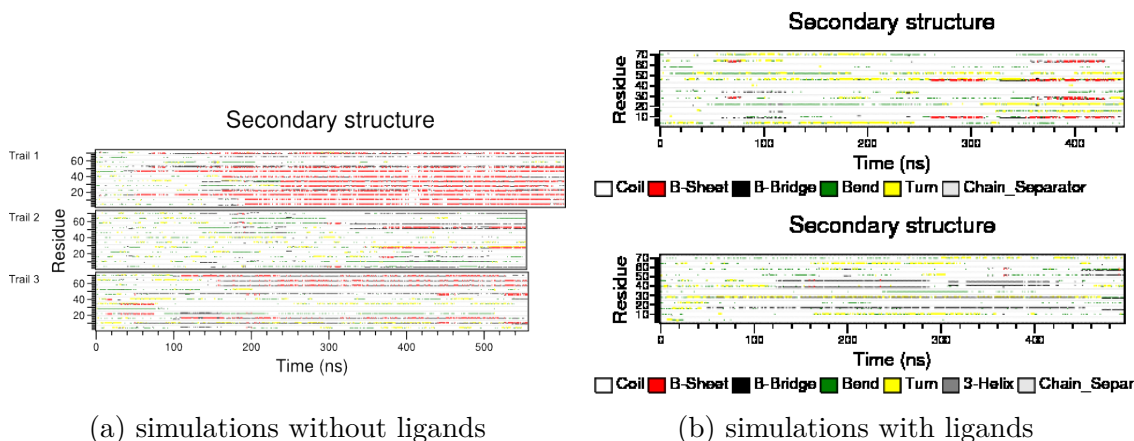 Secondary structure
Trail 1
60
40
20
Trail 2
60
40
20
Trail 3
60
40
20
Residue
0 100 200 300 400 500
Time (ns)
(a) simulations without ligands
Secondary structure
70
60
50
40
30
20
10
Residue
0 100 200 300 400
Time (ns)
Coil B-Sheet B-Bridge Bend Turn Chain_Separator
Secondary structure
70
60
50
40
30
20
10
Residue
0 100 200 300 400
Time (ns)
Coil B-Sheet B-Bridge Bend Turn 3-Helix Chain_Separ
(b) simulations with ligands